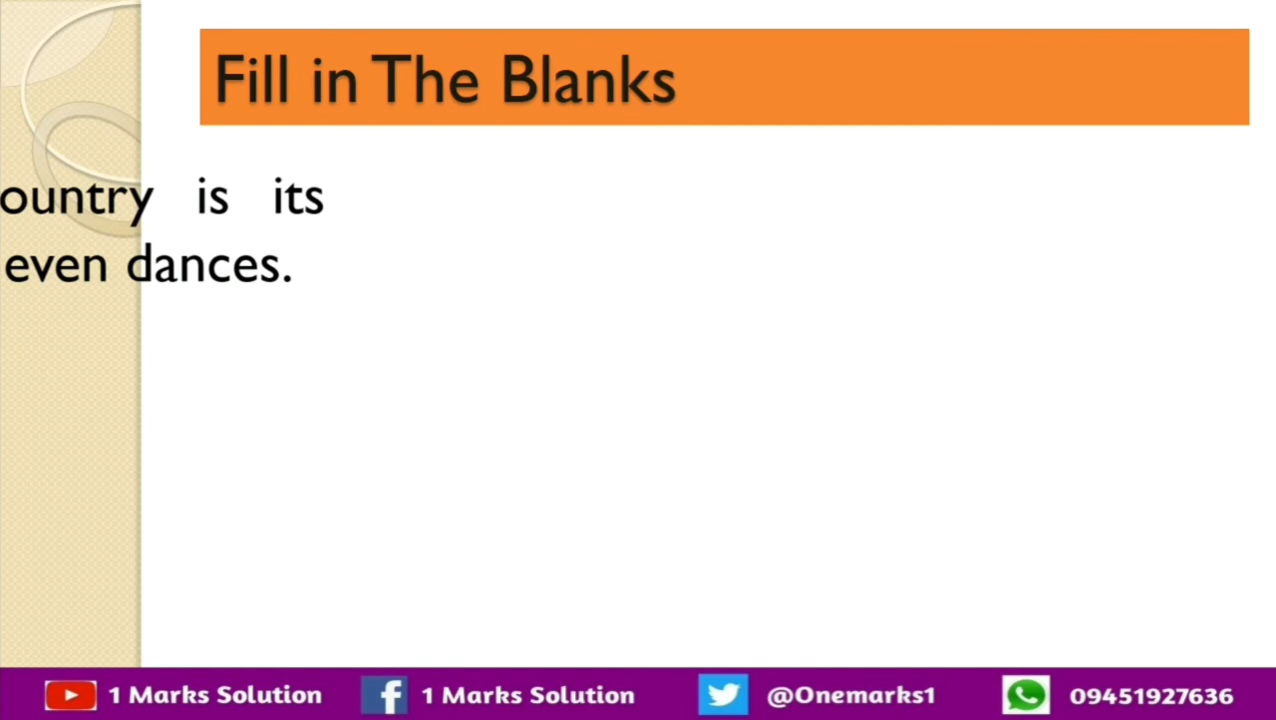 Fill in The Blanks
ountry is its
even dances.
1 Marks Solution 1 Marks Solution @Onemarks1 09451927636